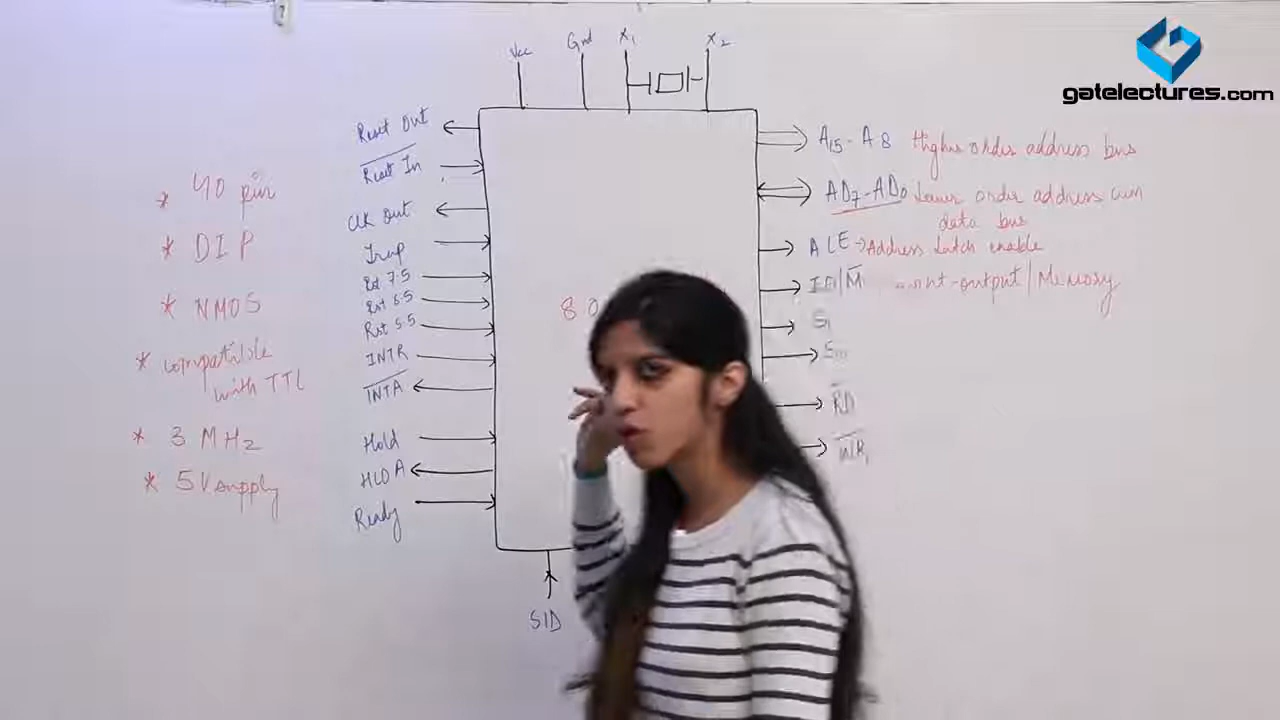 gatelectures.com
Vcc Gnd X1 X2
Reset Out
Reset In
CLK Out
Trap
Rst 7.5
Rst 6.5
Rst 5.5
INTR
INTA
Hold
HLDA
Ready
* 40 pin
* DIP
* NMOS
* compatible
with TTL
* 3 MHz
* 5V supply
80
A15-A8 Higher order address bus
AD7-AD0 Lower order address cum
data bus
ALE → Address Latch enable
IO/M -output/Memory
S1
S0
RD
WR
SID